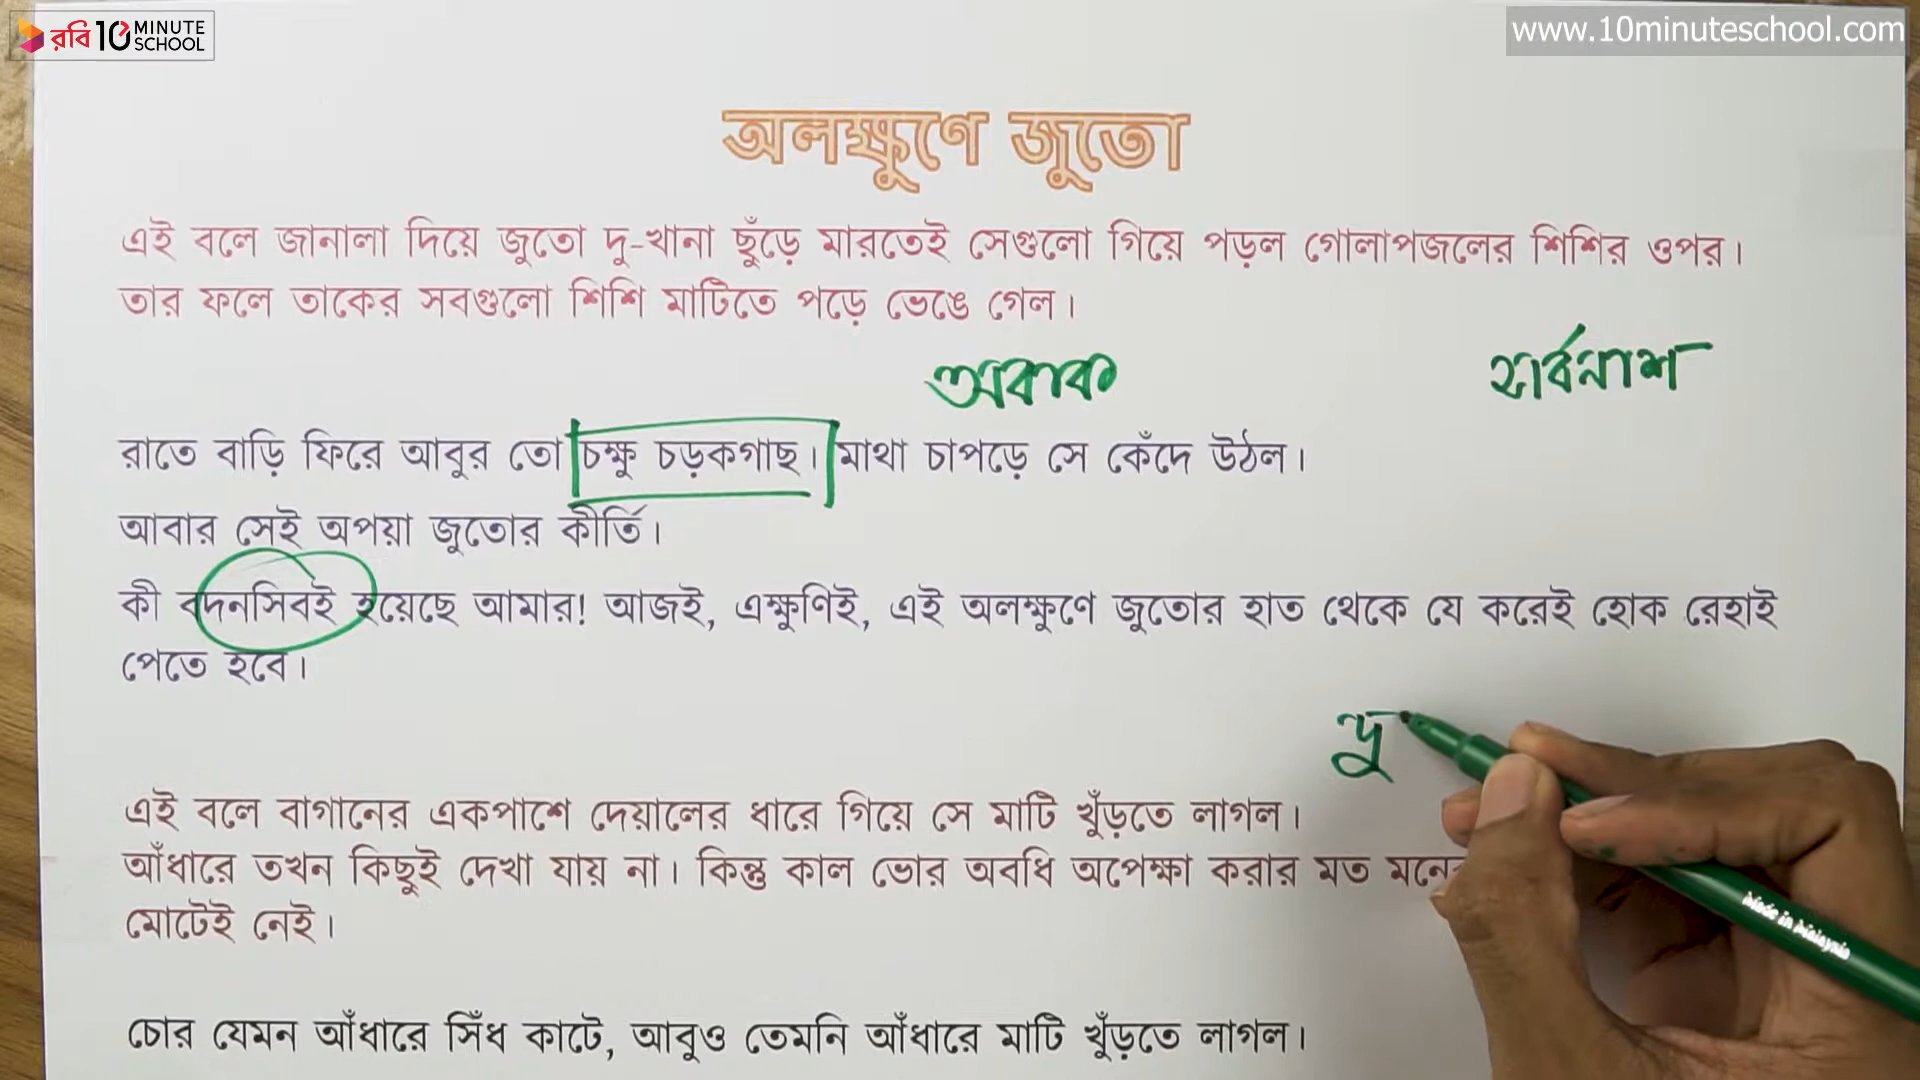 রবি 10 MINUTE SCHOOL
www.10minuteschool.com
অলক্ষুণে জুতো
এই বলে জানালা দিয়ে জুতো দু-খানা ছুঁড়ে মারতেই সেগুলো গিয়ে পড়ল গোলাপজলের শিশির ওপর।
তার ফলে তাকের সবগুলো শিশি মাটিতে পড়ে ভেঙে গেল।
অবাক সর্বনাশ
রাতে বাড়ি ফিরে আবুর তো চক্ষু চড়কগাছ। মাথা চাপড়ে সে কেঁদে উঠল।
আবার সেই অপয়া জুতোর কীর্তি।
কী বদনসিবই হয়েছে আমার! আজই, এক্ষুণিই, এই অলক্ষুণে জুতোর হাত থেকে যে করেই হোক রেহাই
পেতে হবে।
দু
এই বলে বাগানের একপাশে দেয়ালের ধারে গিয়ে সে মাটি খুঁড়তে লাগল।
আঁধারে তখন কিছুই দেখা যায় না। কিন্তু কাল ভোর অবধি অপেক্ষা করার মত
মোটেই নেই।
চোর যেমন আঁধারে সিঁধ কাটে, আবুও তেমনি আঁধারে মাটি খুঁড়তে লাগল।